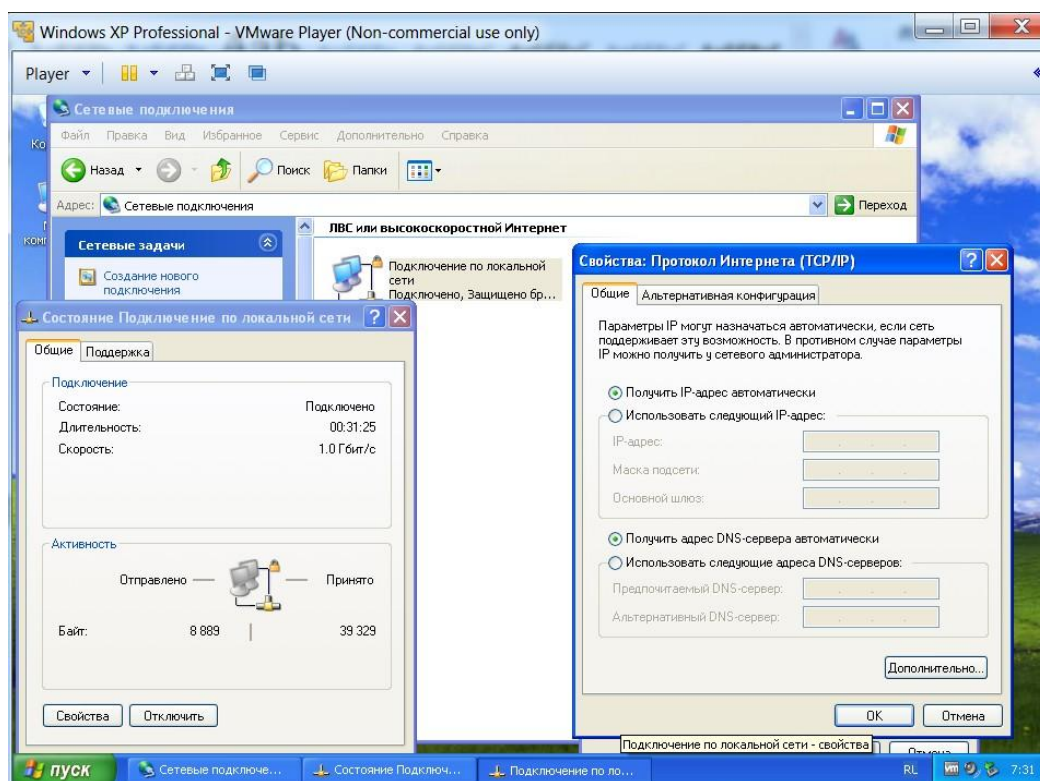 Windows XP Professional - VMware Player (Non-commercial use only)
Player
Сетевые подключения
Файл Правка Вид Избранное Сервис Дополнительно Справка
Назад Поиск Папки
Адрес: Сетевые подключения Переход
Сетевые задачи
Создание нового
подключения
ЛВС или высокоскоростной Интернет
Подключение по локальной
сети
Подключено, Защищено бр...
Состояние Подключение по локальной сети
Общие Поддержка
Подключение
Состояние: Подключено
Длительность: 00:31:25
Скорость: 1.0 Гбит/с
Активность
Отправлено Принято
Байт: 8 889 39 329
Свойства Отключить
Свойства: Протокол Интернета (TCP/IP)
Общие Альтернативная конфигурация
Параметры IP могут назначаться автоматически, если сеть
поддерживает эту возможность. В противном случае параметры
IP можно получить у сетевого администратора.
Получить IP-адрес автоматически
Использовать следующий IP-адрес:
IP-адрес:
Маска подсети:
Основной шлюз:
Получить адрес DNS-сервера автоматически
Использовать следующие адреса DNS-серверов:
Предпочитаемый DNS-сервер:
Альтернативный DNS-сервер:
Дополнительно...
OK Отмена
Подключение по локальной сети - свойства
пуск Сетевые подключе... Состояние Подключ... Подключение по ло... RL 7:31